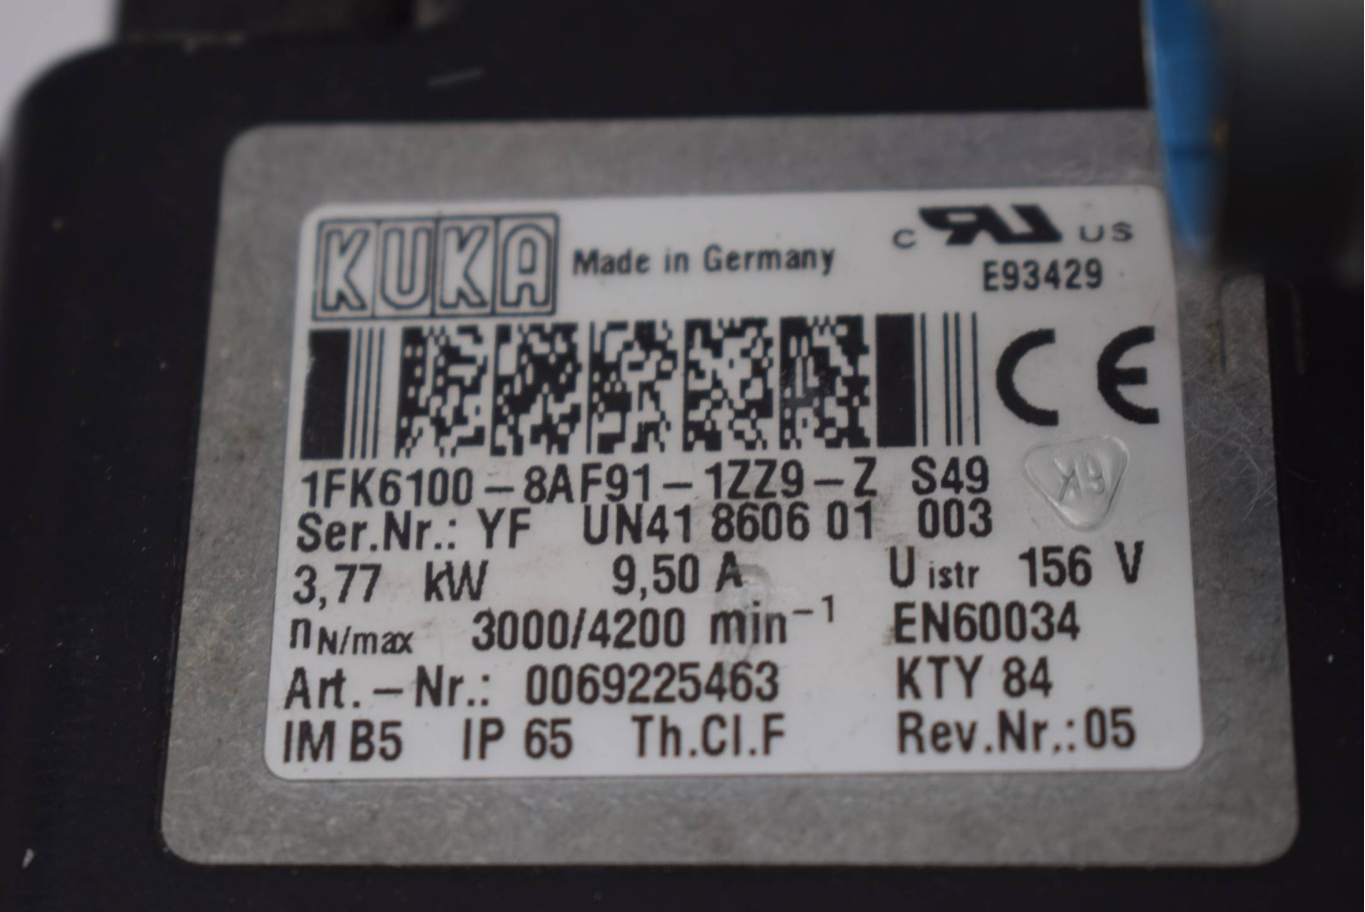 KUKA Made in Germany c RU US
E93429
CE
1FK6100-8AF91-1ZZ9-Z S49
Ser.Nr.: YF UN41 8606 01 003
3,77 kW 9,50 A U istr 156 V
nN/max 3000/4200 min-1 EN60034
Art.-Nr.: 0069225463 KTY 84
IM B5 IP 65 Th.Cl.F Rev.Nr.:05